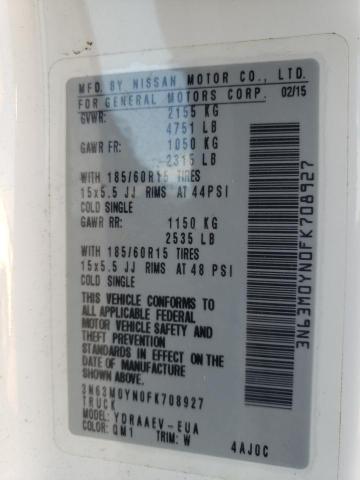 MFD. BY NISSAN MOTOR CO., LTD.
FOR GENERAL MOTORS CORP. 02/15
GVWR: 2155 KG
4751 LB
GAWR FR: 1050 KG
2315 LB
WITH 185/60R15 TIRES
15x5.5 JJ RIMS AT 44PSI
COLD SINGLE
GAWR RR: 1150 KG
2535 LB
WITH 185/60R15 TIRES
15x5.5 JJ RIMS AT 48 PSI
COLD SINGLE
THIS VEHICLE CONFORMS TO
ALL APPLICABLE FEDERAL
MOTOR VEHICLE SAFETY AND
THEFT PREVENTION
STANDARDS IN EFFECT ON THE
DATE OF MANUFACTURE
SHOWN ABOVE.
3N63M0YN0FK708927
TRUCK
MODEL: YDRAAEV-EUA
COLOR: QM1 TRIM: W 4AJ0C
3N63M0YN0FK708927